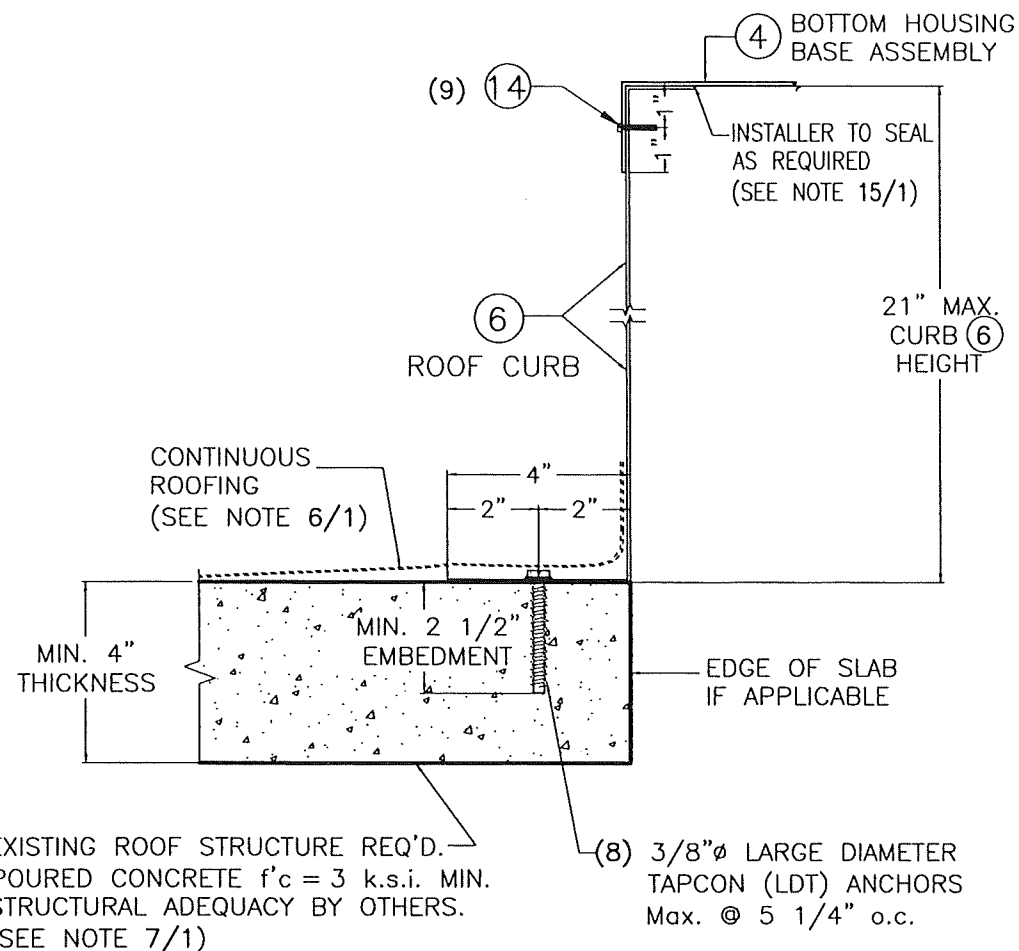 4 BOTTOM HOUSING
BASE ASSEMBLY
(9) 14
1"
1"
INSTALLER TO SEAL
AS REQUIRED
(SEE NOTE 15/1)
6
ROOF CURB
21" MAX.
CURB 6
HEIGHT
CONTINUOUS
ROOFING
(SEE NOTE 6/1)
4"
2" 2"
MIN. 2 1/2"
EMBEDMENT
MIN. 4"
THICKNESS
EDGE OF SLAB
IF APPLICABLE
EXISTING ROOF STRUCTURE REQ'D.
POURED CONCRETE f'c = 3 k.s.i. MIN.
STRUCTURAL ADEQUACY BY OTHERS.
(SEE NOTE 7/1)
(8) 3/8"ø LARGE DIAMETER
TAPCON (LDT) ANCHORS
Max. @ 5 1/4" o.c.